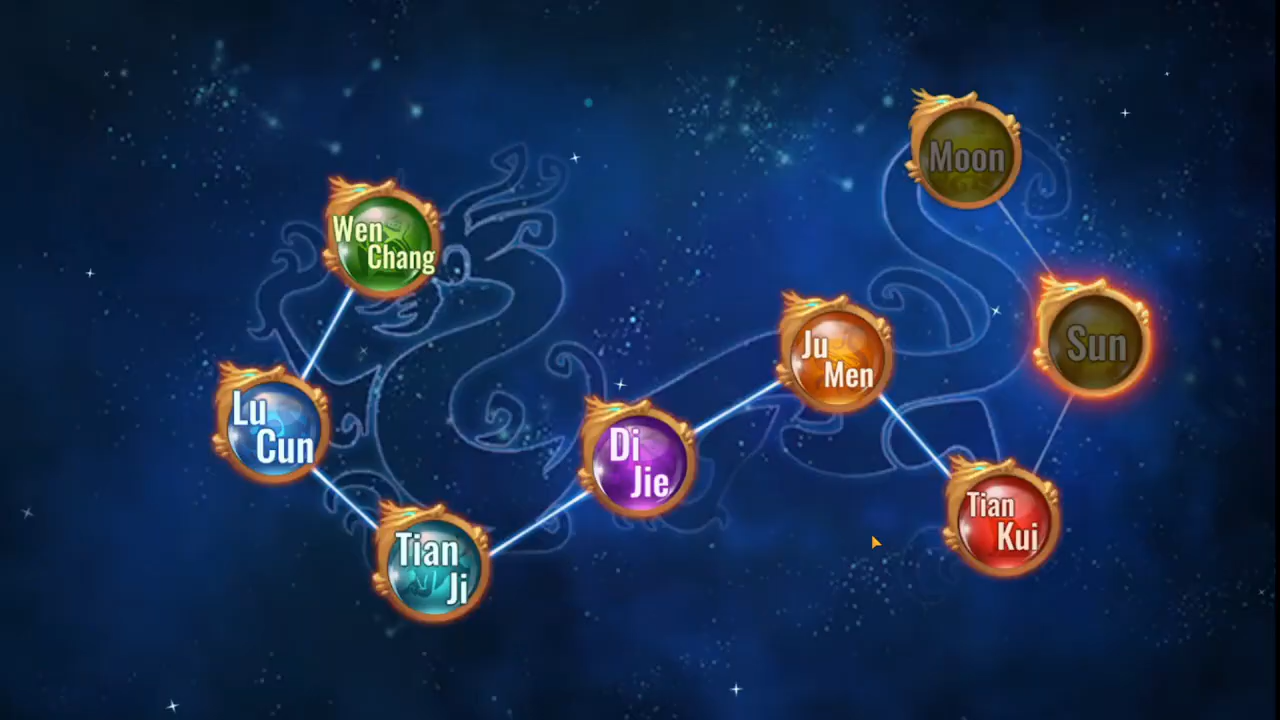 Moon
Wen
Chang
Sun
Ju
Men
Lu
Cun
Di
Jie
Tian
Kui
Tian
Ji